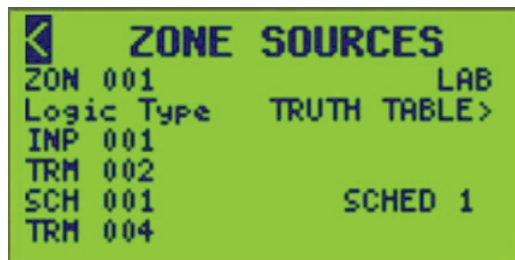 < ZONE SOURCES
ZON 001 LAB
Logic Type TRUTH TABLE>
INP 001
TRM 002
SCH 001 SCHED 1
TRM 004